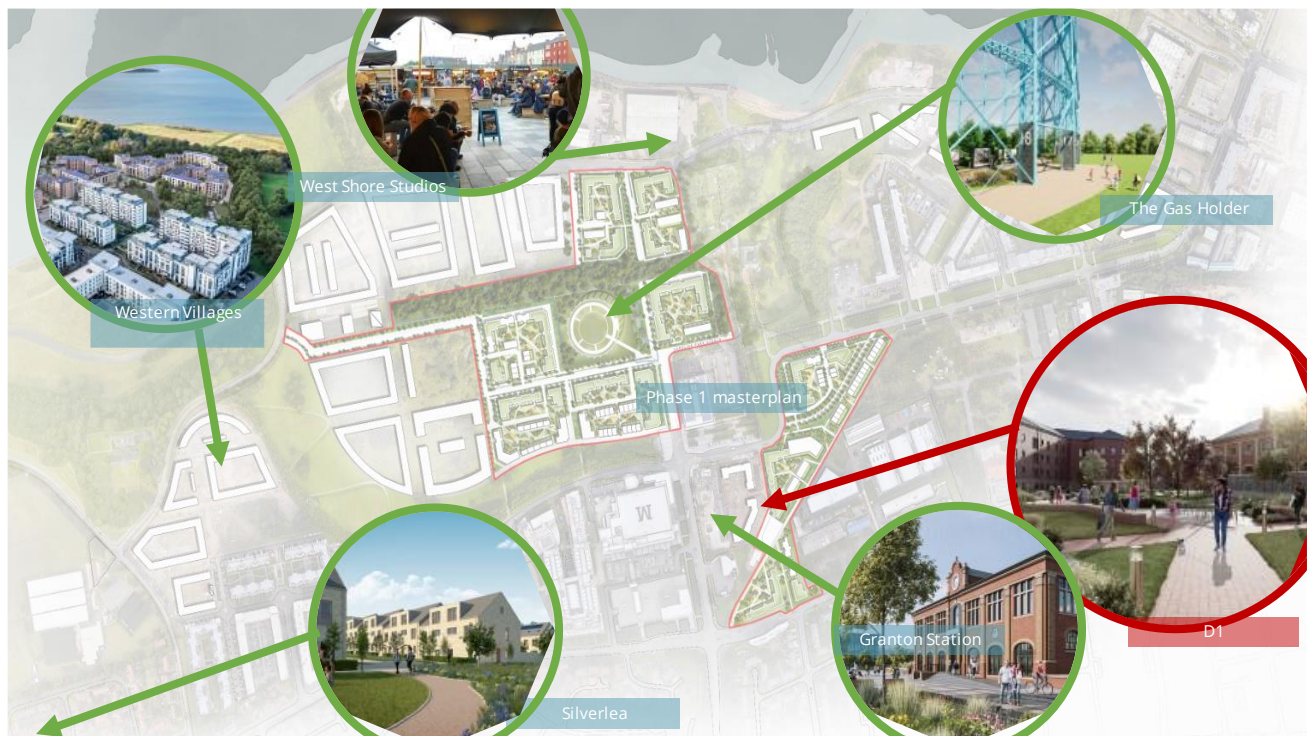 West Shore Studios
The Gas Holder
Western Villages
Phase 1 masterplan
D1
Granton Station
Silverlea